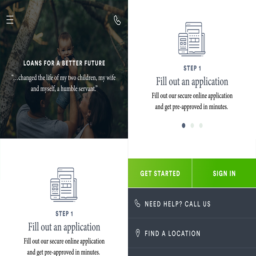 LOANS FOR A BETTER FUTURE
"...changed the life of my two children, my wife
and myself, a humble servant."
STEP 1
Fill out an application
Fill out our secure online application
and get pre-approved in minutes.
STEP 1
Fill out an application
Fill out our secure online application
and get pre-approved in minutes.
GET STARTED
SIGN IN
NEED HELP? CALL US
FIND A LOCATION